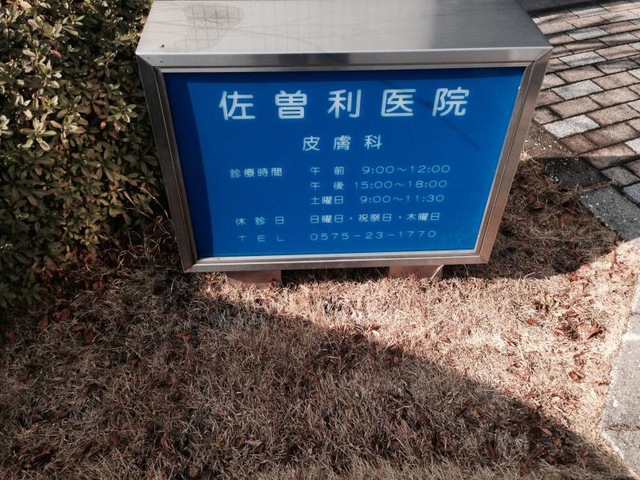 佐曽利医院
皮膚科
診療時間 午前 9:00～12:00
午後 15:00～18:00
土曜日 9:00～11:30
休診日 日曜日・祝祭日・木曜日
TEL 0575-23-1770